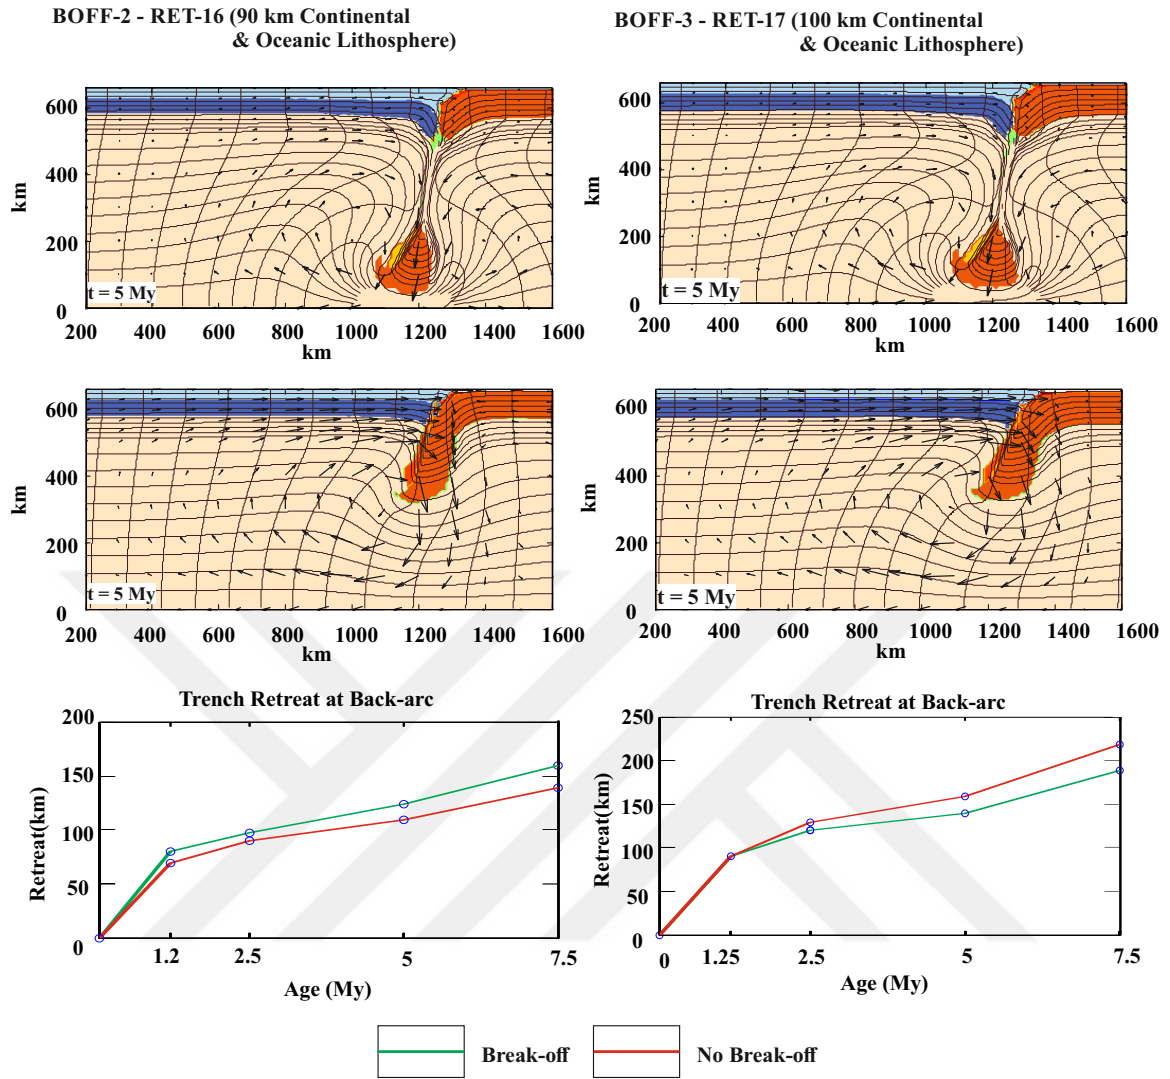 BOFF-2 - RET-16 (90 km Continental
& Oceanic Lithosphere)
600
400
200
0
km
t = 5 My
200 400 600 800 1000 1200 1400 1600
km
600
400
200
0
km
t = 5 My
200 400 600 800 1000 1200 1400 1600
km
Trench Retreat at Back-arc
200
150
100
50
0
Retreat(km)
1.2 2.5 5 7.5
Age (My)
BOFF-3 - RET-17 (100 km Continental
& Oceanic Lithosphere)
600
400
200
0
km
t = 5 My
200 400 600 800 1000 1200 1400 1600
km
600
400
200
0
km
t = 5 My
200 400 600 800 1000 1200 1400 1600
km
Trench Retreat at Back-arc
250
200
150
100
50
0
Retreat(km)
0 1.25 2.5 5 7.5
Age (My)
Break-off No Break-off